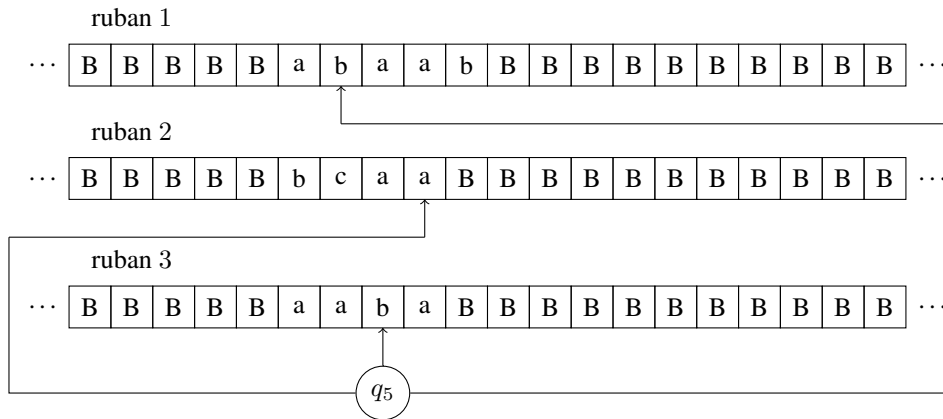 ruban 1
··· B B B B B a b a a b B B B B B B B B B B ···
ruban 2
··· B B B B B b c a a B B B B B B B B B B B ···
ruban 3
··· B B B B B a a b a B B B B B B B B B B B ···
q₅